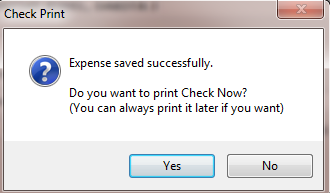 Check Print
Expense saved successfully.
Do you want to print Check Now?
(You can always print it later if you want)
Yes
No